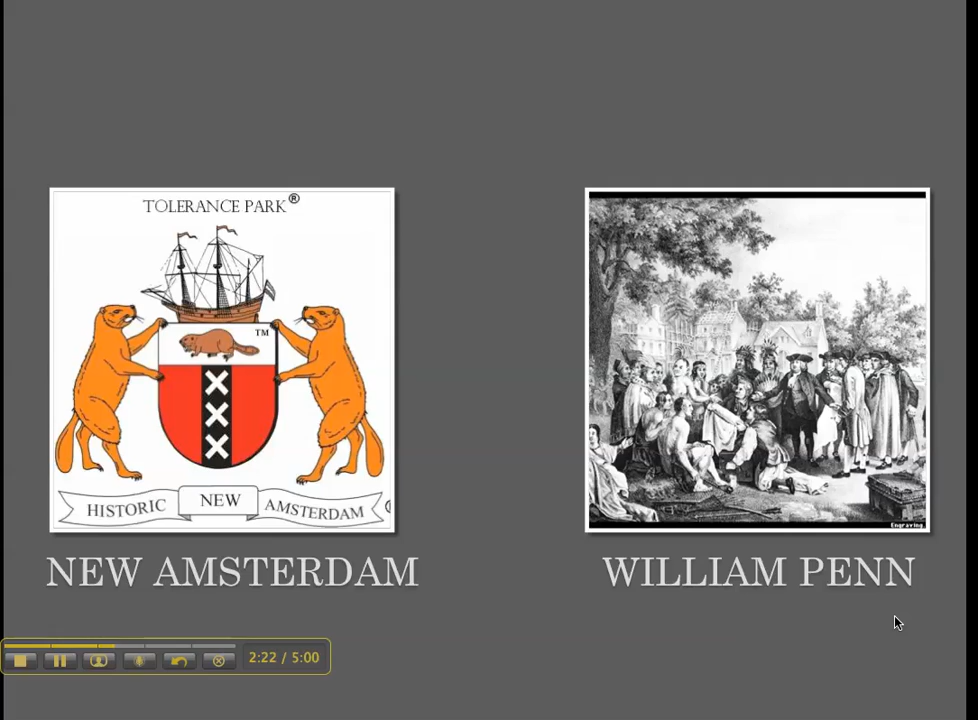 TOLERANCE PARK®
TM
HISTORIC NEW AMSTERDAM
Engraving
NEW AMSTERDAM
WILLIAM PENN
2:22 / 5:00